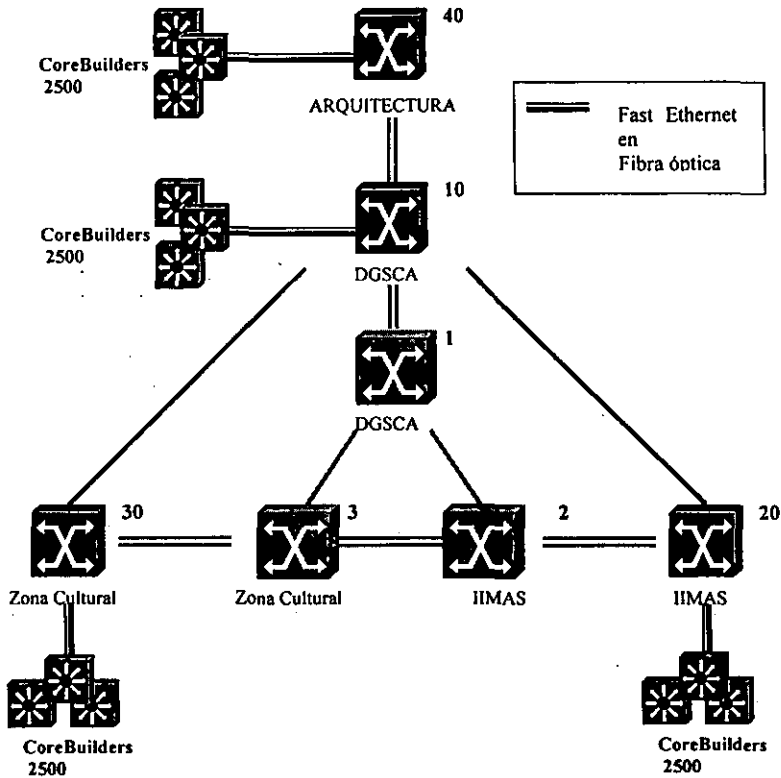 40
CoreBuilders
2500
ARQUITECTURA
Fast Ethernet
en
Fibra óptica
10
CoreBuilders
2500
DGSCA
1
DGSCA
30
3
2
20
Zona Cultural
Zona Cultural
IIMAS
IIMAS
CoreBuilders
2500
CoreBuilders
2500